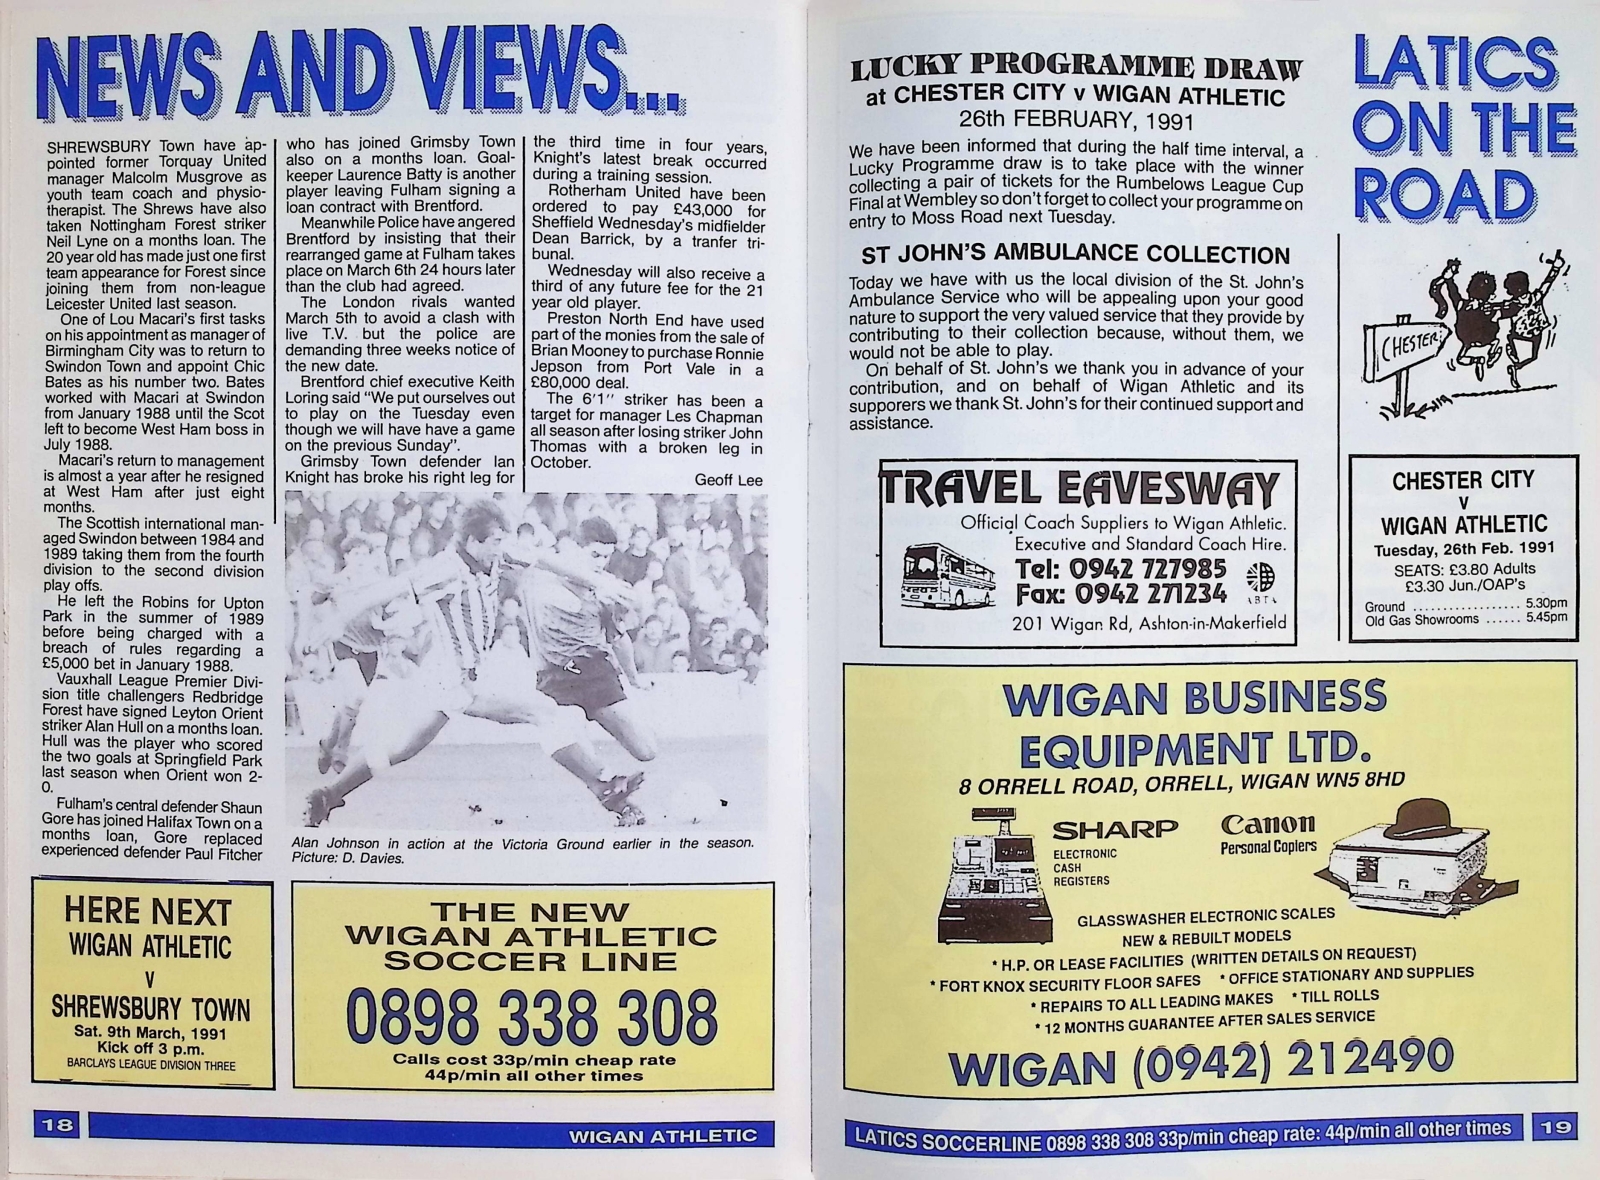 NEWS AND VIEWS...
SHREWSBURY Town have ap-
pointed former Torquay United
manager Malcolm Musgrove as
youth team coach and physio-
therapist. The Shrews have also
taken Nottingham Forest striker
Neil Lyne on a months loan. The
20 year old has made just one first
team appearance for Forest since
joining them from non-league
Leicester United last season.
One of Lou Macari's first tasks
on his appointment as manager of
Birmingham City was to return to
Swindon Town and appoint Chic
Bates as his number two. Bates
worked with Macari at Swindon
from January 1988 until the Scot
left to become West Ham boss in
July 1988.
Macari's return to management
is almost a year after he resigned
at West Ham after just eight
months.
The Scottish international man-
aged Swindon between 1984 and
1989 taking them from the fourth
division to the second division
play offs.
He left the Robins for Upton
Park in the summer of 1989
before being charged with a
breach of rules regarding a
£5,000 bet in January 1988.
Vauxhall League Premier Divi-
sion title challengers Redbridge
Forest have signed Leyton Orient
striker Alan Hull on a months loan.
Hull was the player who scored
the two goals at Springfield Park
last season when Orient won 2-
0.
Fulham's central defender Shaun
Gore has joined Halifax Town on a
months loan, Gore replaced
experienced defender Paul Fitcher
who has joined Grimsby Town
also on a months loan. Goal-
keeper Laurence Batty is another
player leaving Fulham signing a
loan contract with Brentford.
Meanwhile Police have angered
Brentford by insisting that their
rearranged game at Fulham takes
place on March 6th 24 hours later
than the club had agreed.
The London rivals wanted
March 5th to avoid a clash with
live T.V. but the police are
demanding three weeks notice of
the new date.
Brentford chief executive Keith
Loring said "We put ourselves out
to play on the Tuesday even
though we will have have a game
on the previous Sunday".
Grimsby Town defender Ian
Knight has broke his right leg for
the third time in four years,
Knight's latest break occurred
during a training session.
Rotherham United have been
ordered to pay £43,000 for
Sheffield Wednesday's midfielder
Dean Barrick, by a tranfer tri-
bunal.
Wednesday will also receive a
third of any future fee for the 21
year old player.
Preston North End have used
part of the monies from the sale of
Brian Mooney to purchase Ronnie
Jepson from Port Vale in a
£80,000 deal.
The 6'1" striker has been a
target for manager Les Chapman
all season after losing striker John
Thomas with a broken leg in
October.
Geoff Lee
Alan Johnson in action at the Victoria Ground earlier in the season.
Picture: D. Davies.
HERE NEXT
WIGAN ATHLETIC
V
SHREWSBURY TOWN
Sat. 9th March, 1991
Kick off 3 p.m.
BARCLAYS LEAGUE DIVISION THREE
THE NEW
WIGAN ATHLETIC
SOCCER LINE
0898 338 308
Calls cost 33p/min cheap rate
44p/min all other times
18
WIGAN ATHLETIC
LUCKY PROGRAMME DRAW
at CHESTER CITY v WIGAN ATHLETIC
26th FEBRUARY, 1991
We have been informed that during the half time interval, a
Lucky Programme draw is to take place with the winner
collecting a pair of tickets for the Rumbelows League Cup
Final at Wembley so don't forget to collect your programme on
entry to Moss Road next Tuesday.
ST JOHN'S AMBULANCE COLLECTION
Today we have with us the local division of the St. John's
Ambulance Service who will be appealing upon your good
nature to support the very valued service that they provide by
contributing to their collection because, without them, we
would not be able to play.
On behalf of St. John's we thank you in advance of your
contribution, and on behalf of Wigan Athletic and its
supporers we thank St. John's for their continued support and
assistance.
LATICS
ON THE
ROAD
CHESTER
TRAVEL EAVESWAY
Official Coach Suppliers to Wigan Athletic.
Executive and Standard Coach Hire.
Tel: 0942 727985
Fax: 0942 271234
ABTA
201 Wigan Rd, Ashton-in-Makerfield
CHESTER CITY
V
WIGAN ATHLETIC
Tuesday, 26th Feb. 1991
SEATS: £3.80 Adults
£3.30 Jun./OAP's
Ground ................. 5.30pm
Old Gas Showrooms ...... 5.45pm
WIGAN BUSINESS
EQUIPMENT LTD.
8 ORRELL ROAD, ORRELL, WIGAN WN5 8HD
SHARP
ELECTRONIC
CASH
REGISTERS
Canon
Personal Copiers
GLASSWASHER ELECTRONIC SCALES
NEW & REBUILT MODELS
* H.P. OR LEASE FACILITIES (WRITTEN DETAILS ON REQUEST)
* FORT KNOX SECURITY FLOOR SAFES * OFFICE STATIONARY AND SUPPLIES
* REPAIRS TO ALL LEADING MAKES * TILL ROLLS
* 12 MONTHS GUARANTEE AFTER SALES SERVICE
WIGAN (0942) 212490
LATICS SOCCERLINE 0898 338 308 33p/min cheap rate: 44p/min all other times
19